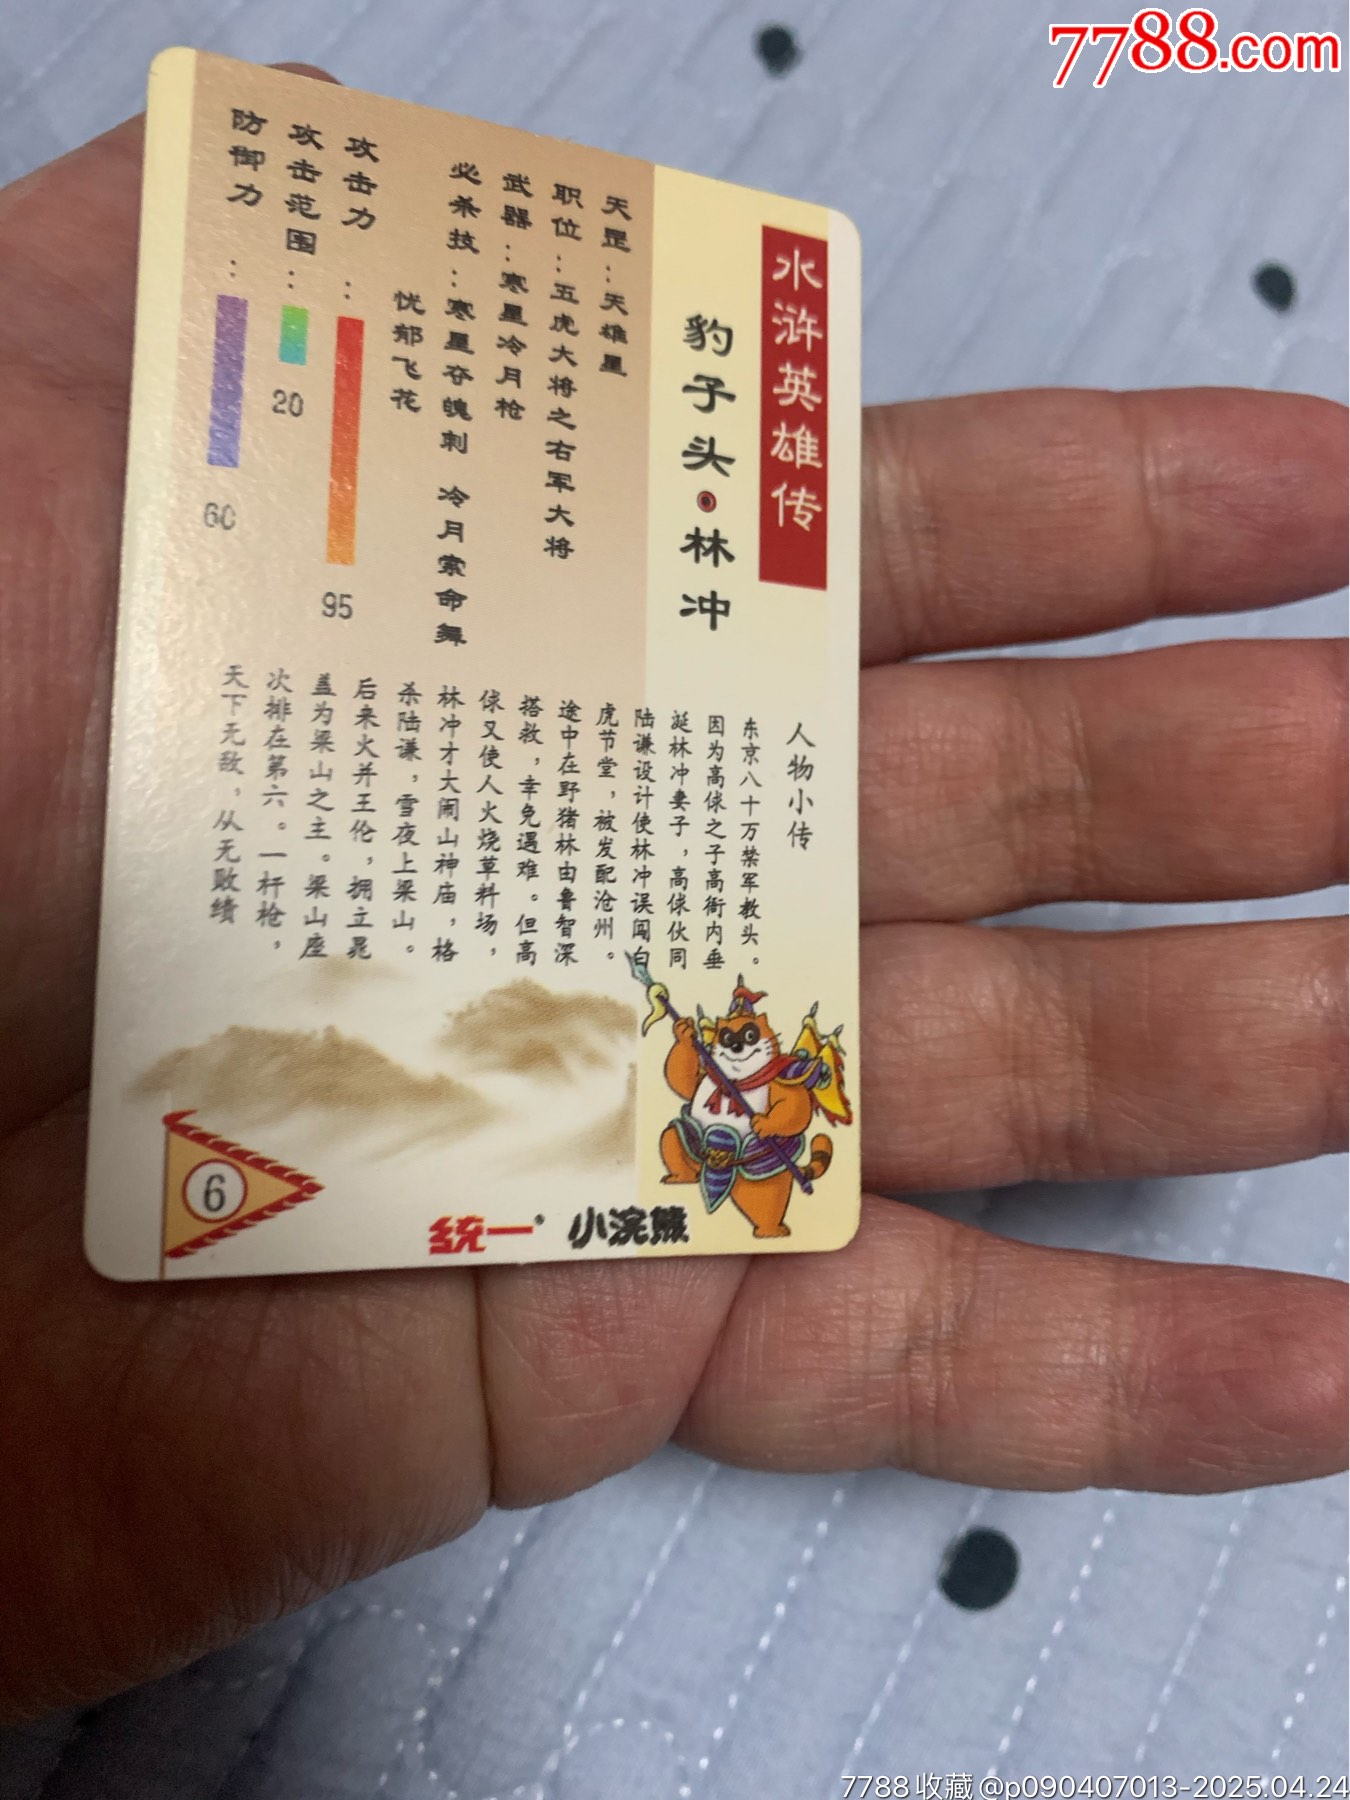 7788.com
水浒英雄传
豹子头·林冲
天罡：天雄星
职位：五虎大将之右军大将
武器：寒星冷月枪
必杀技：寒星夺魄刺 冷月索命舞
忧郁飞花
攻击力：95
攻击范围：20
防御力：60
人物小传
东京八十万禁军教头。
因为高俅之子高衙内垂
涎林冲妻子，高俅伙同
陆谦设计使林冲误闯白
虎节堂，被发配沧州。
途中在野猪林由鲁智深
搭救，幸免遇难。但高
俅又使人火烧草料场，
林冲才大闹山神庙，格
杀陆谦，雪夜上梁山。
后来火并王伦，拥立晁
盖为梁山之主。梁山座
次排在第六。一杆枪，
天下无敌，从无败绩
6
统一 小浣熊
7788收藏@p090407013-2025.04.24